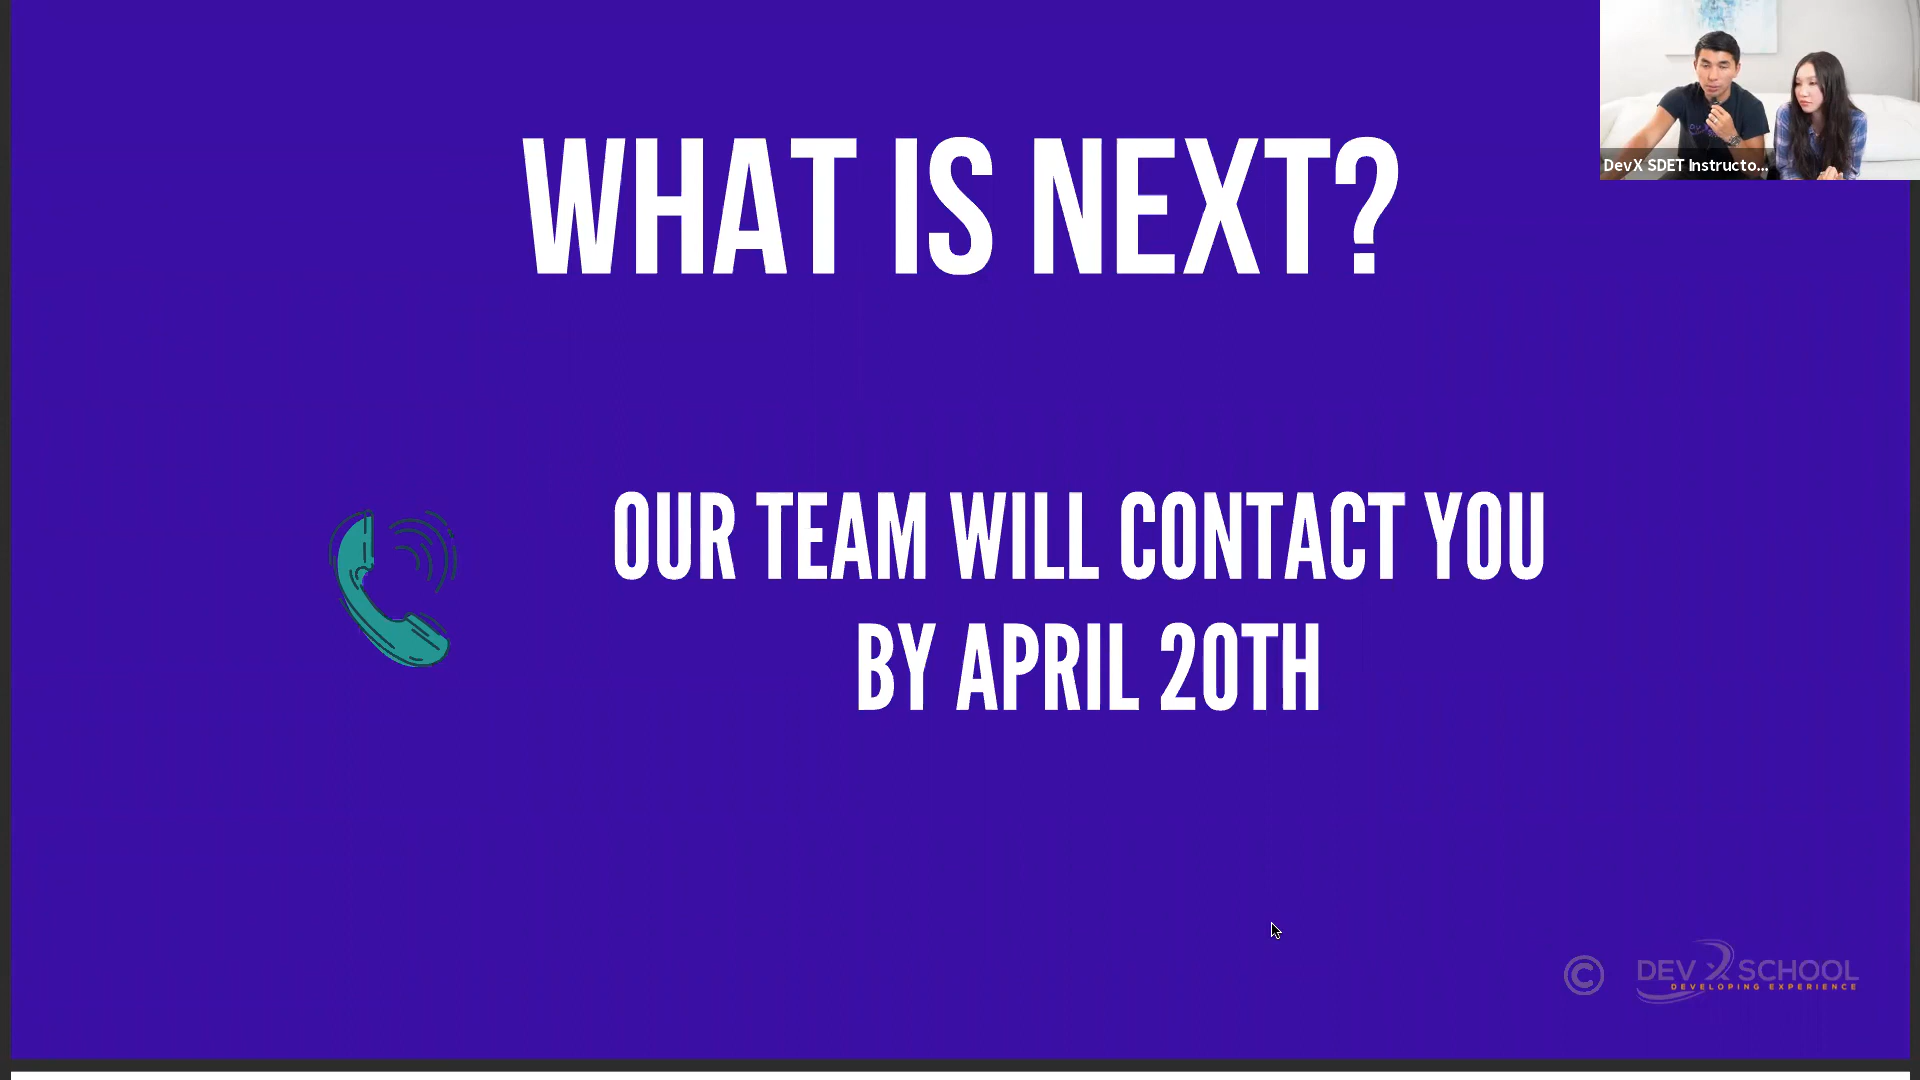 WHAT IS NEXT?
DevX SDET Instructo...
OUR TEAM WILL CONTACT YOU
BY APRIL 20TH
© DEV X SCHOOL
DEVELOPING EXPERIENCE